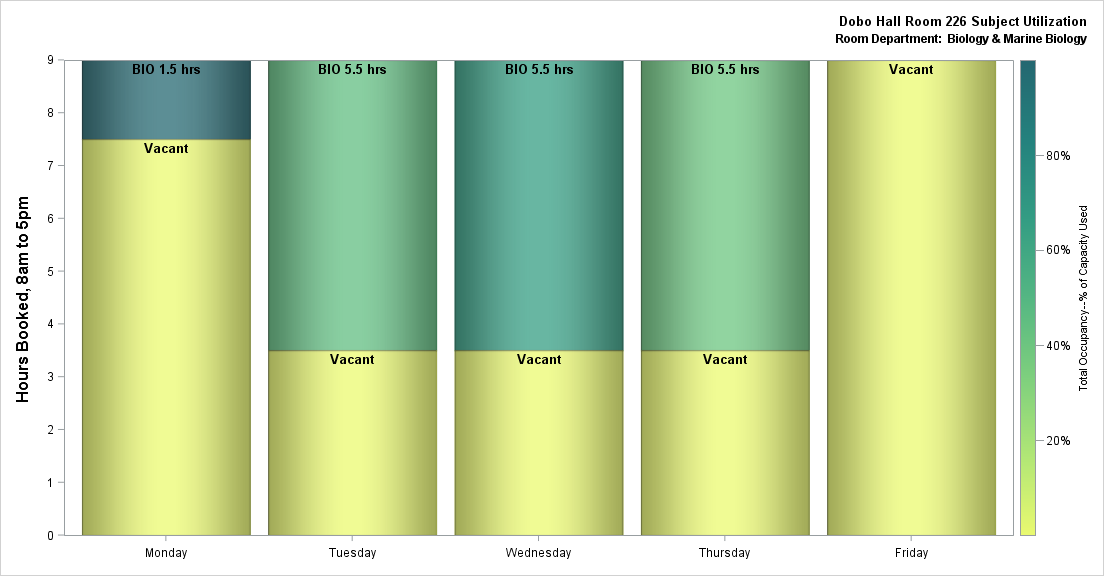 Dobo Hall Room 226 Subject Utilization
Room Department: Biology & Marine Biology
Hours Booked, 8am to 5pm
9
8
7
6
5
4
3
2
1
0
BIO 1.5 hrs
Vacant
BIO 5.5 hrs
Vacant
BIO 5.5 hrs
Vacant
BIO 5.5 hrs
Vacant
Vacant
Monday
Tuesday
Wednesday
Thursday
Friday
80%
60%
40%
20%
Total Occupancy--% of Capacity Used